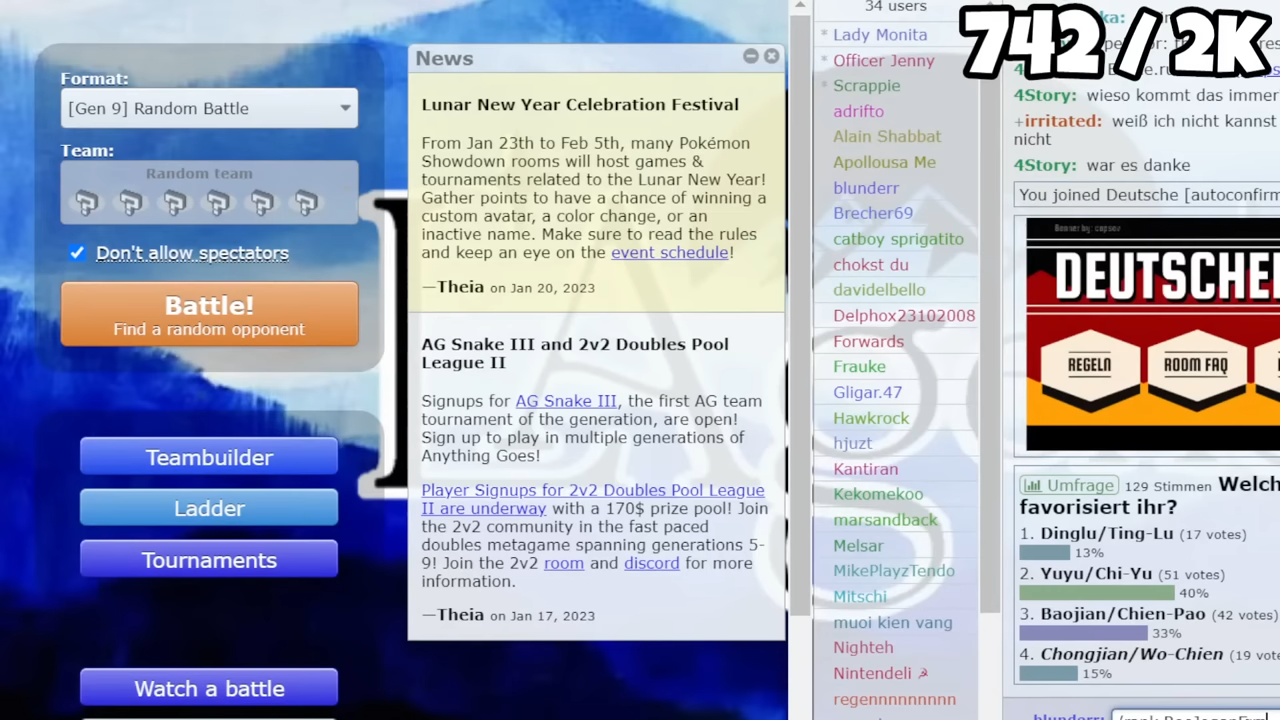 Format:
[Gen 9] Random Battle
Team:
Random team
Don't allow spectators
Battle!
Find a random opponent
Teambuilder
Ladder
Tournaments
Watch a battle
News
Lunar New Year Celebration Festival
From Jan 23th to Feb 5th, many Pokémon
Showdown rooms will host games &
tournaments related to the Lunar New Year!
Gather points to have a chance of winning a
custom avatar, a color change, or an
inactive name. Make sure to read the rules
and keep an eye on the event schedule!
—Theia on Jan 20, 2023
AG Snake III and 2v2 Doubles Pool
League II
Signups for AG Snake III, the first AG team
tournament of the generation, are open!
Sign up to play in multiple generations of
Anything Goes!
Player Signups for 2v2 Doubles Pool League
II are underway with a 170$ prize pool! Join
the 2v2 community in the fast paced
doubles metagame spanning generations 5-
9! Join the 2v2 room and discord for more
information.
—Theia on Jan 17, 2023
34 users
* Lady Monita
* Officer Jenny
* Scrappie
adrifto
Alain Shabbat
Apollousa Me
blunderr
Brecher69
catboy sprigatito
chokst du
davidelbello
Delphox23102008
Forwards
Frauke
Gligar.47
Hawkrock
hjuzt
Kantiran
Kekomekoo
marsandback
Melsar
MikePlayzTendo
Mitschi
muoi kien vang
Nighteh
Nintendeli ☭
regennnnnnnnn
742 / 2K
4Story: wieso kommt das immer
+irritated: weiß ich nicht kannst
nicht
4Story: war es danke
You joined Deutsche [autoconfirm
Banner by: cupsos
DEUTSCHE
REGELN
ROOM FAQ
Umfrage 129 Stimmen Welch
favorisiert ihr?
1. Dinglu/Ting-Lu (17 votes)
13%
2. Yuyu/Chi-Yu (51 votes)
40%
3. Baojian/Chien-Pao (42 votes)
33%
4. Chongjian/Wo-Chien (19 vote
15%
blunderr: